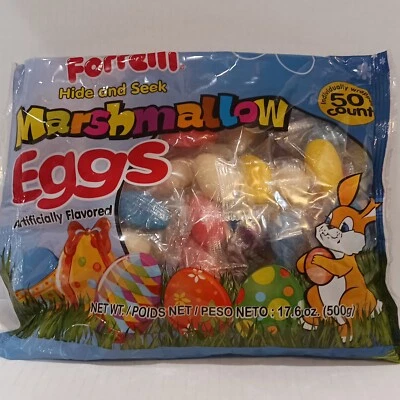 Ferrelli
Hide and Seek
Marshmallow
Eggs
Artificially Flavored
individually wrapped
50
count
NET WT. /POIDS NET / PESO NETO : 17.6 oz. (500g)